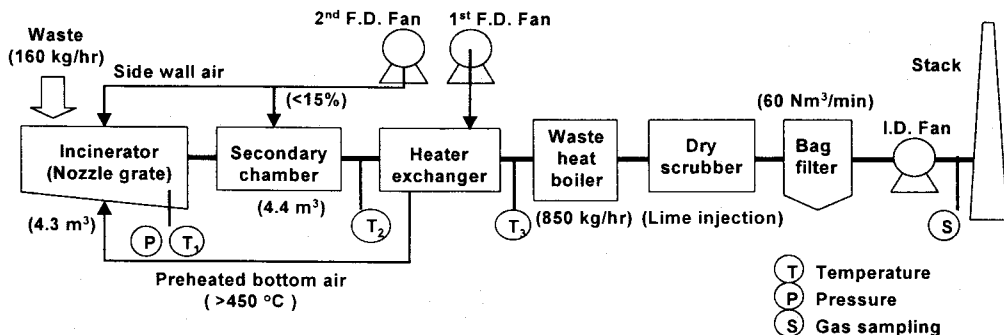 2nd F.D. Fan
1st F.D. Fan
Waste
(160 kg/hr)
Side wall air
(<15%)
Stack
(60 Nm3/min)
I.D. Fan
Incinerator
(Nozzle grate)
Secondary
chamber
Heater
exchanger
Waste
heat
boiler
Dry
scrubber
Bag
filter
(4.3 m3)
(4.4 m3)
(850 kg/hr)
(Lime injection)
P
T1
T2
T3
S
Preheated bottom air
(>450 °C)
T Temperature
P Pressure
S Gas sampling